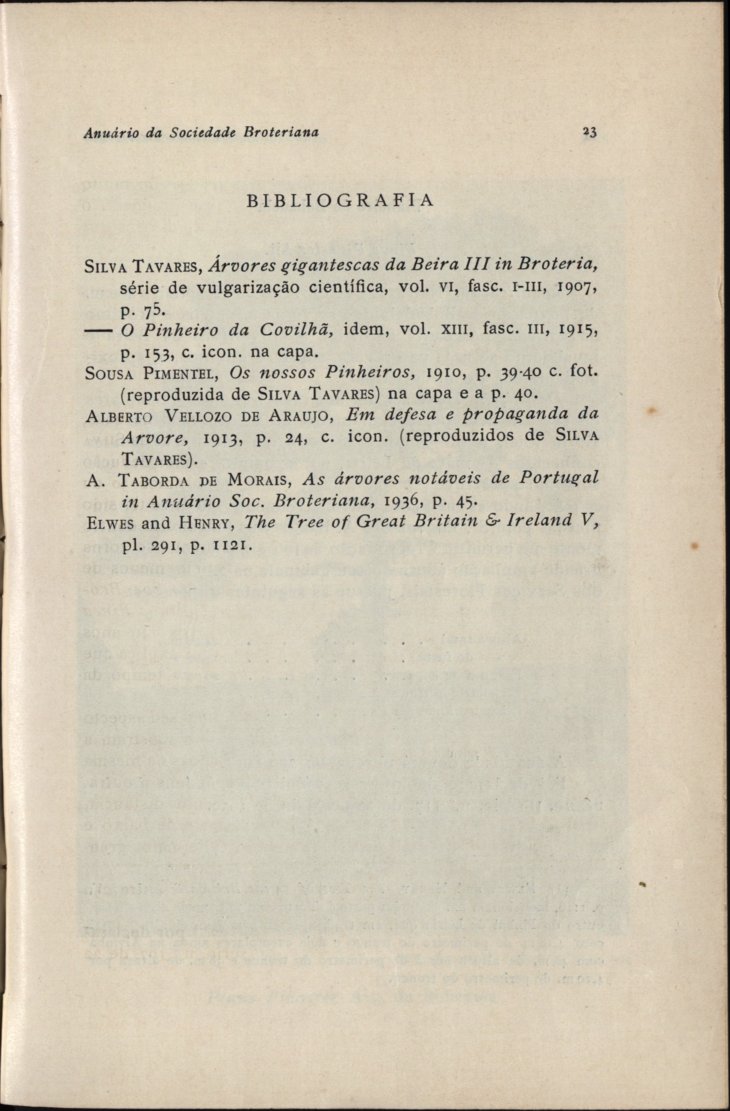 Anuário da Sociedade Broteriana 23
BIBLIOGRAFIA
SILVA TAVARES, Árvores gigantescas da Beira III in Broteria,
série de vulgarização científica, vol. VI, fasc. I-III, 1907,
p. 75.
— O Pinheiro da Covilhã, idem, vol. XIII, fasc. III, 1915,
p. 153, c. icon. na capa.
SOUSA PIMENTEL, Os nossos Pinheiros, 1910, p. 39-40 c. fot.
(reproduzida de SILVA TAVARES) na capa e a p. 40.
ALBERTO VELLOZO DE ARAUJO, Em defesa e propaganda da
Arvore, 1913, p. 24, c. icon. (reproduzidos de SILVA
TAVARES).
A. TABORDA DE MORAIS, As árvores notáveis de Portugal
in Anuário Soc. Broteriana, 1936, p. 45.
ELWES and HENRY, The Tree of Great Britain & Ireland V,
pl. 291, p. 1121.